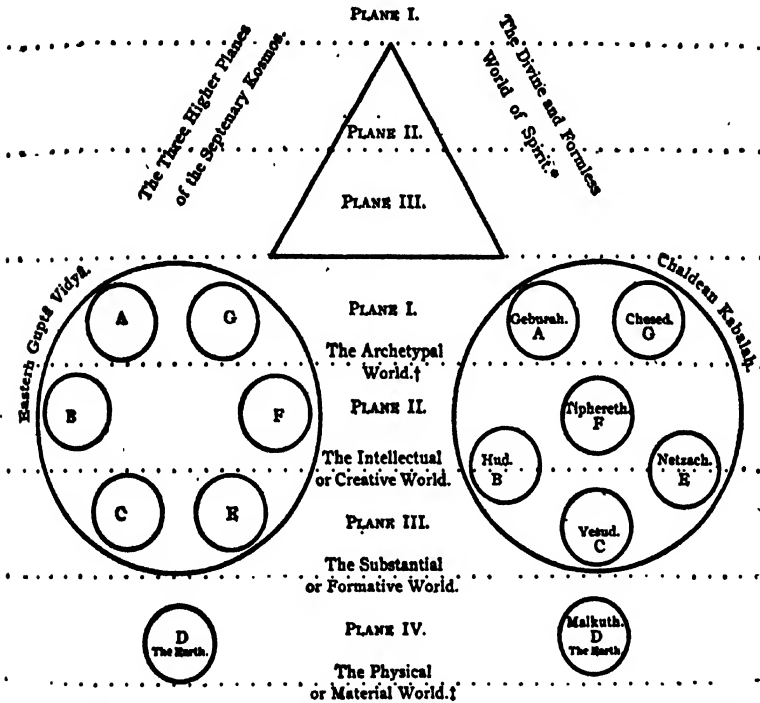 PLANE I.
The Three Higher Planes
of the Septenary Kosmos.
The Divine and Formless
World of Spirit.*
PLANE II.
PLANE III.
Eastern Guptâ Vidyâ.
Chaldean Kabalah.
A
G
PLANE I.
Geburah.
A
Chesed.
G
The Archetypal
World.†
B
F
PLANE II.
Tiphereth.
F
The Intellectual
or Creative World.
Hud.
B
Netzach.
E
C
E
PLANE III.
Yesud.
C
The Substantial
or Formative World.
D
The Earth.
PLANE IV.
Malkuth.
D
The Earth
The Physical
or Material World.‡